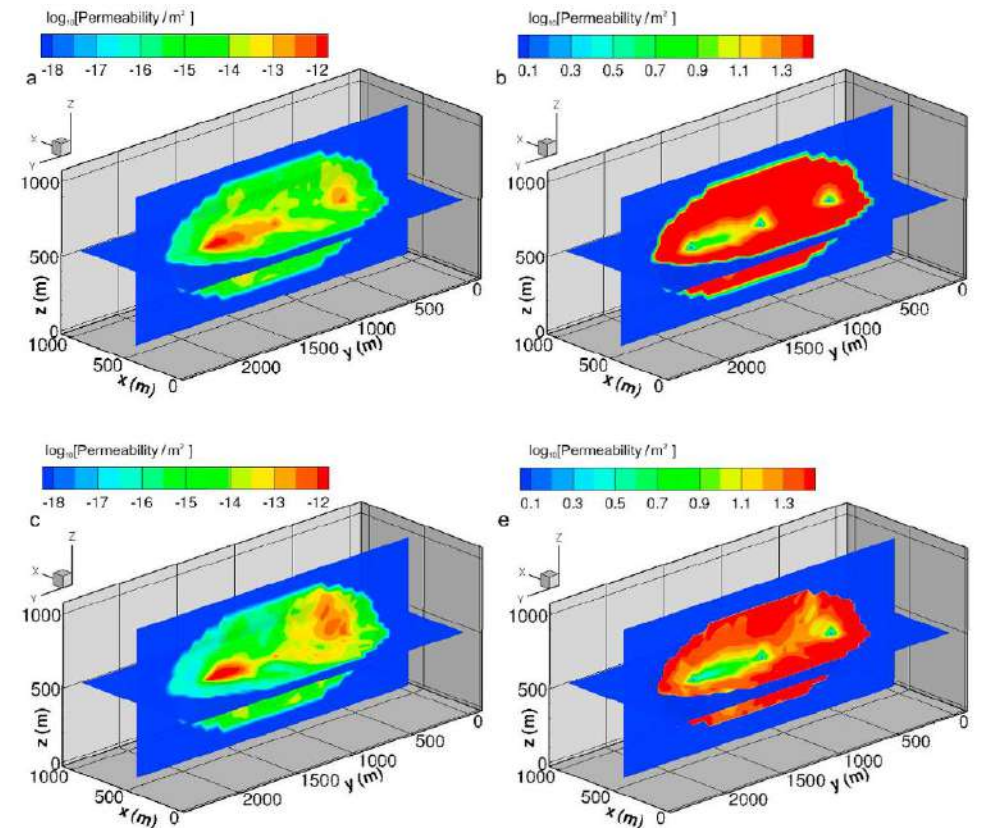 log₁₀[Permeability/m² ]
-18 -17 -16 -15 -14 -13 -12
a
Z
X
Y
1000
500
0
z (m)
1000
500
0
x (m)
2000
1500
1000
500
0
y (m)
log₁₀[Permeability/m² ]
0.1 0.3 0.5 0.7 0.9 1.1 1.3
b
Z
X
Y
1000
500
0
z (m)
1000
500
0
x (m)
2000
1500
1000
500
0
y (m)
log₁₀[Permeability/m² ]
-18 -17 -16 -15 -14 -13 -12
c
Z
X
Y
1000
500
0
z (m)
1000
500
0
x (m)
2000
1500
1000
500
0
y (m)
log₁₀[Permeability/m² ]
0.1 0.3 0.5 0.7 0.9 1.1 1.3
e
Z
X
Y
1000
500
0
z (m)
1000
500
0
x (m)
2000
1500
1000
500
0
y (m)